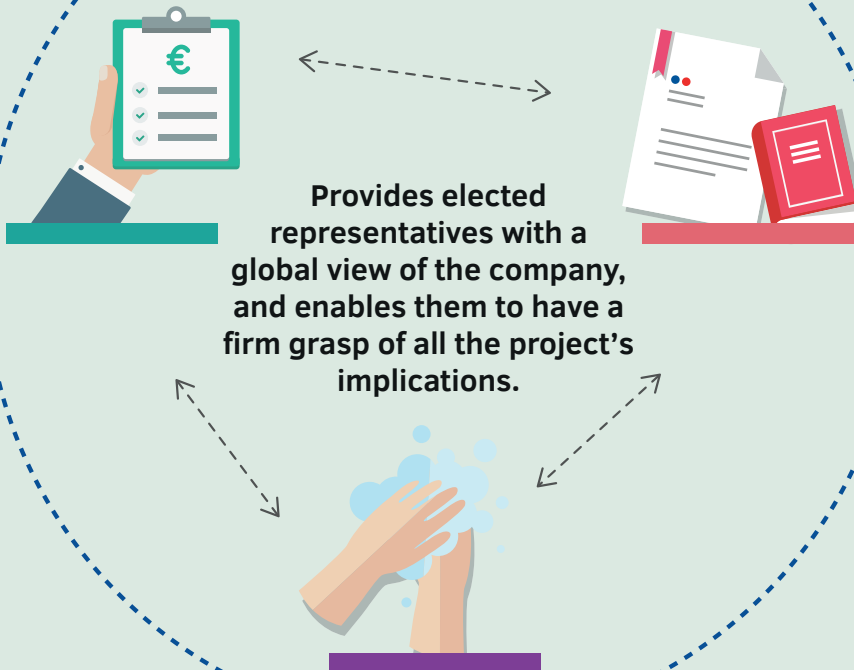 €
Provides elected
representatives with a
global view of the company,
and enables them to have a
firm grasp of all the project’s
implications.